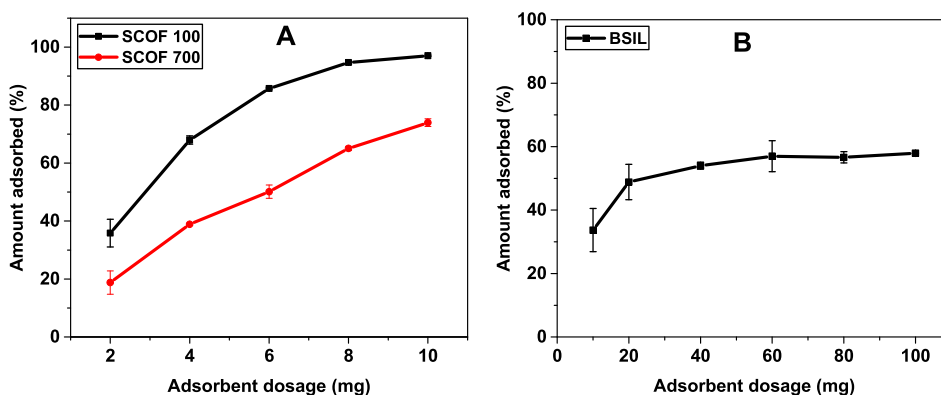 A
SCOF 100
SCOF 700
Amount adsorbed (%)
100
80
60
40
20
0
2 4 6 8 10
Adsorbent dosage (mg)
B
BSIL
Amount adsorbed (%)
100
80
60
40
20
0
0 20 40 60 80 100
Adsorbent dosage (mg)